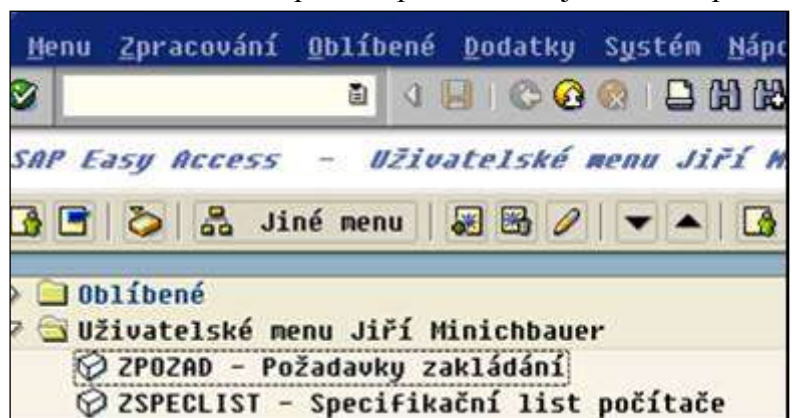 Menu Zpracování Oblíbené Dodatky Systém
SAP Easy Access - Uživatelské menu Jiří
Jiné menu
Oblíbené
Uživatelské menu Jiří Minichbauer
ZPOZAD - Požadavky zakládání
ZSPECLIST - Specifikační list počítače